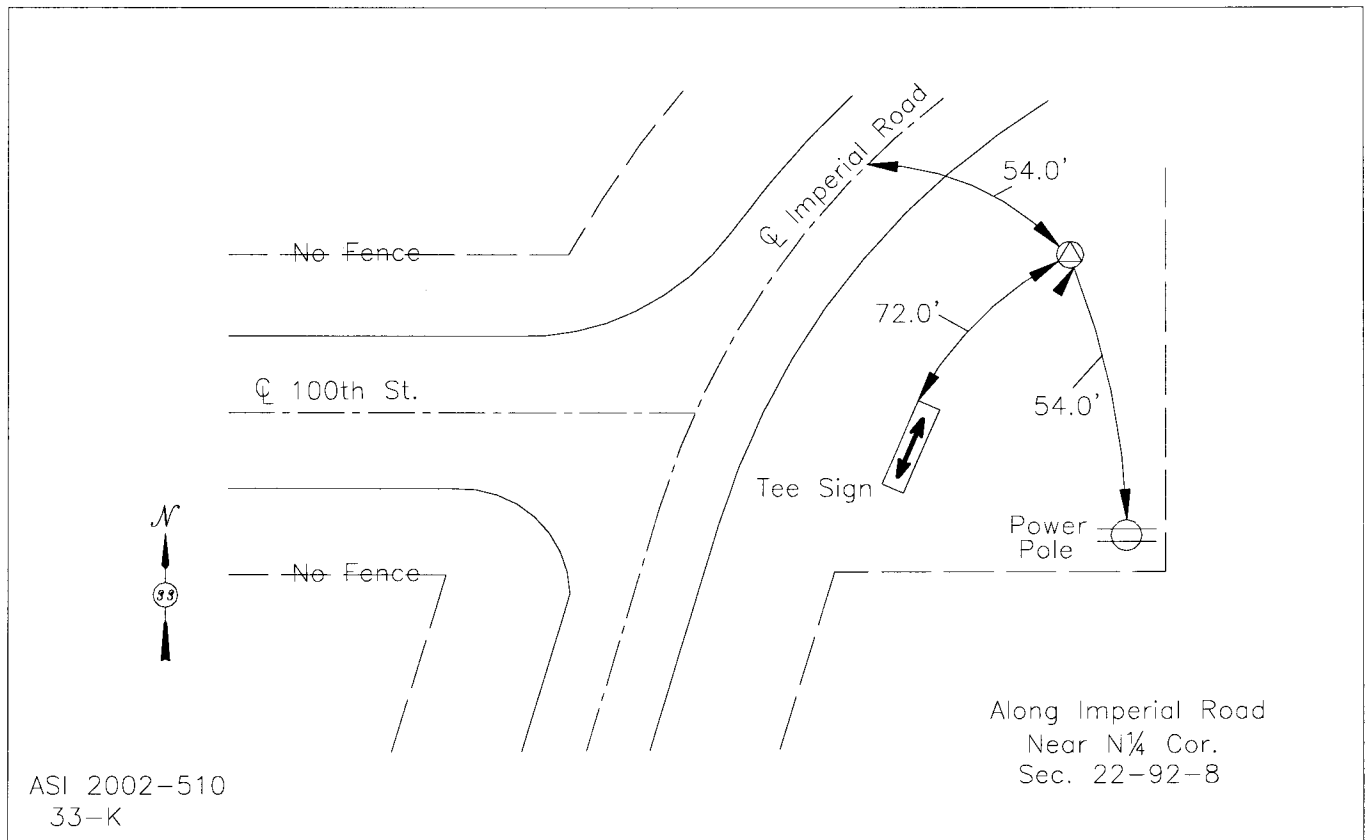 ℄ Imperial Road
54.0'
No Fence
72.0'
℄ 100th St.
54.0'
Tee Sign
N
Power
Pole
No Fence
33
Along Imperial Road
Near N¼ Cor.
Sec. 22-92-8
ASI 2002-510
33-K